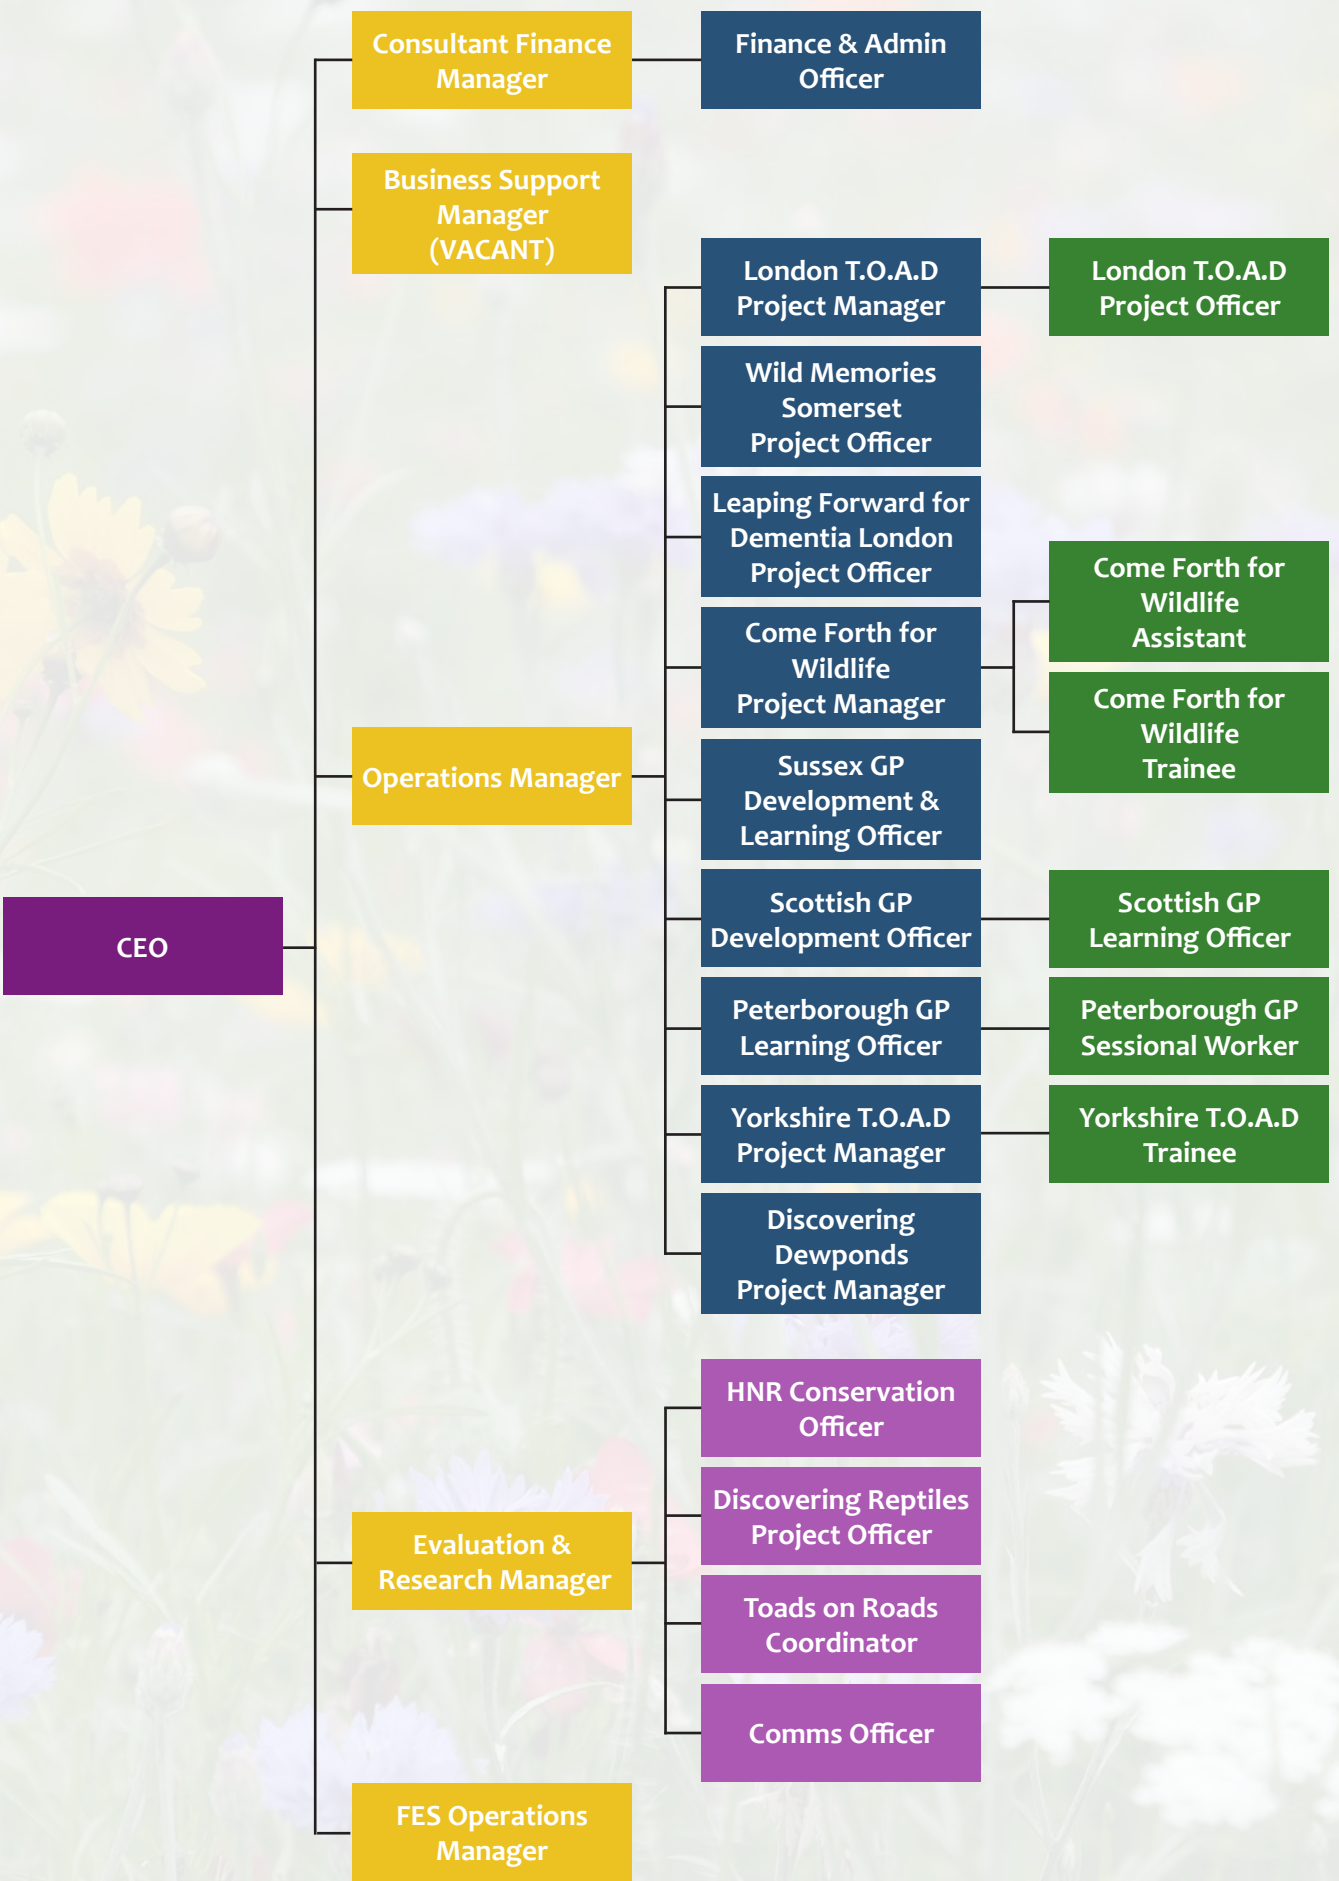 Consultant Finance
Manager
Finance & Admin
Officer
Business Support
Manager
(VACANT)
London T.O.A.D
Project Manager
London T.O.A.D
Project Officer
Wild Memories
Somerset
Project Officer
Leaping Forward for
Dementia London
Project Officer
Come Forth for
Wildlife
Project Manager
Come Forth for
Wildlife
Assistant
Come Forth for
Wildlife
Trainee
Operations Manager
Sussex GP
Development &
Learning Officer
CEO
Scottish GP
Development Officer
Scottish GP
Learning Officer
Peterborough GP
Learning Officer
Peterborough GP
Sessional Worker
Yorkshire T.O.A.D
Project Manager
Yorkshire T.O.A.D
Trainee
Discovering
Dewponds
Project Manager
HNR Conservation
Officer
Discovering Reptiles
Project Officer
Evaluation &
Research Manager
Toads on Roads
Coordinator
Comms Officer
FES Operations
Manager